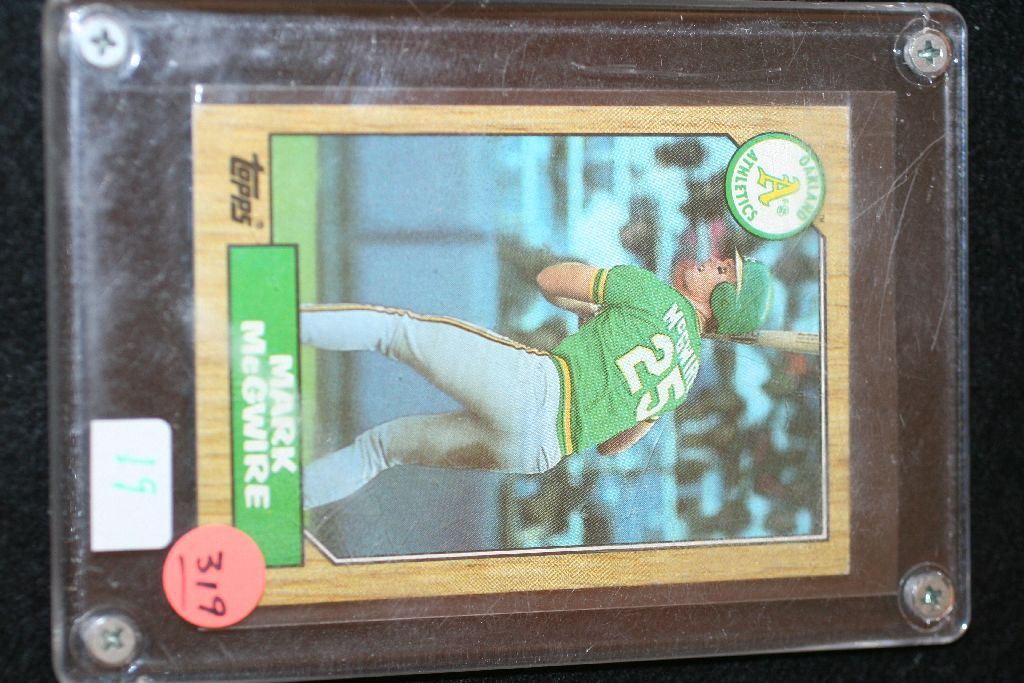 OAKLAND
A's
ATHLETICS
McGWIRE
25
topps®
MARK
McGWIRE
19
319